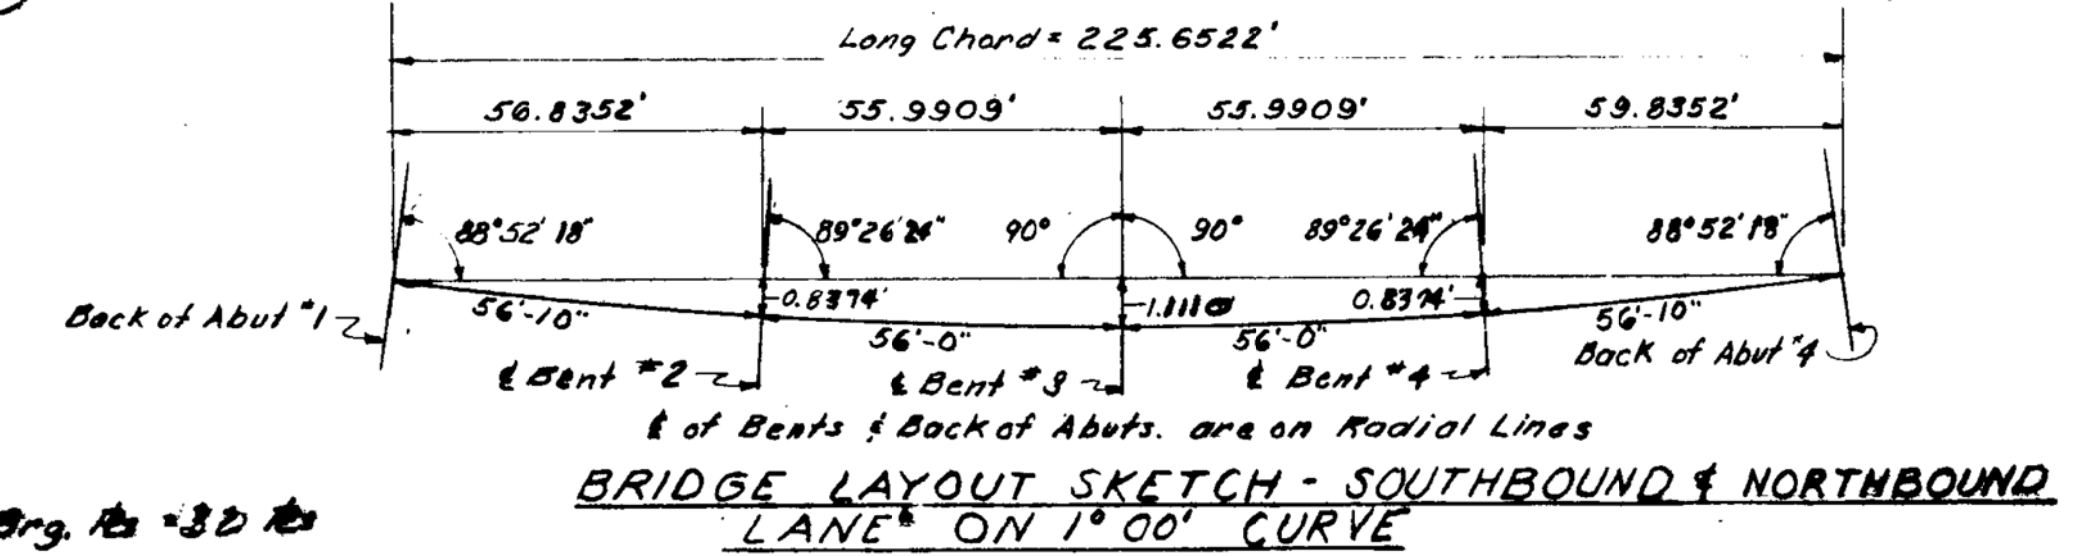 Long Chord = 225.6522'
56.8352' 55.9909' 55.9909' 59.8352'
88°52'18" 89°26'24" 90° 90° 89°26'24" 88°52'18"
0.8374' 1.1110 0.8374'
Back of Abut #1 56'-10" 56'-0" 56'-0" 56'-10"
℄ Bent #2 ℄ Bent #3 ℄ Bent #4 Back of Abut #4
℄ of Bents & Back of Abuts. are on Radial Lines
BRIDGE LAYOUT SKETCH - SOUTHBOUND & NORTHBOUND
LANES ON 1°00' CURVE